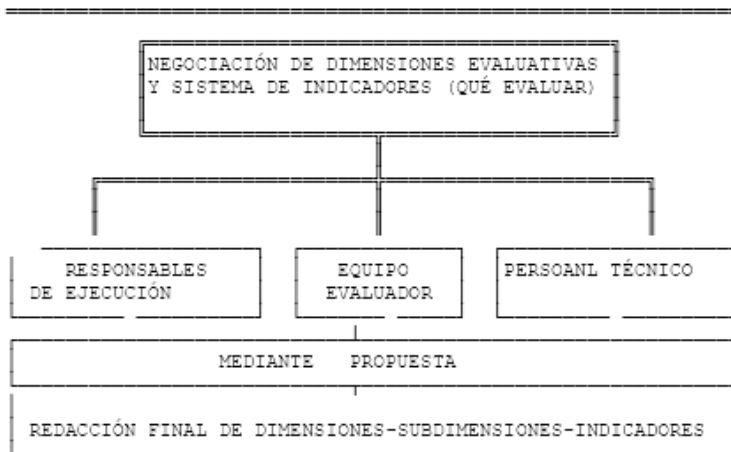 NEGOCIACIÓN DE DIMENSIONES EVALUATIVAS
Y SISTEMA DE INDICADORES (QUÉ EVALUAR)
RESPONSABLES
DE EJECUCIÓN
EQUIPO
EVALUADOR
PERSOANL TÉCNICO
MEDIANTE PROPUESTA
REDACCIÓN FINAL DE DIMENSIONES-SUBDIMENSIONES-INDICADORES